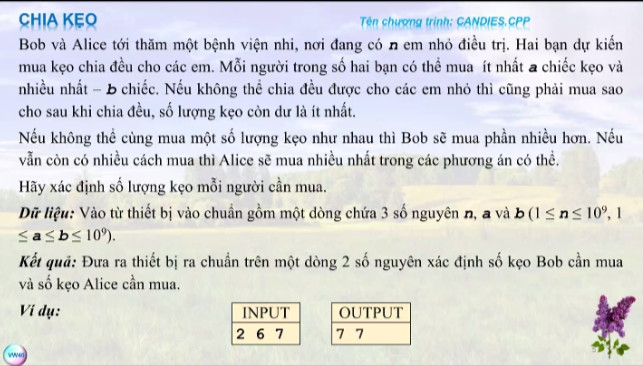 CHIA KẸO
Tên chương trình: CANDIES.CPP
Bob và Alice tới thăm một bệnh viện nhi, nơi đang có n em nhỏ điều trị. Hai bạn dự kiến
mua kẹo chia đều cho các em. Mỗi người trong số hai bạn có thể mua ít nhất a chiếc kẹo và
nhiều nhất – b chiếc. Nếu không thể chia đều được cho các em nhỏ thì cũng phải mua sao
cho sau khi chia đều, số lượng kẹo còn dư là ít nhất.
Nếu không thể cùng mua một số lượng kẹo như nhau thì Bob sẽ mua phần nhiều hơn. Nếu
vẫn còn có nhiều cách mua thì Alice sẽ mua nhiều nhất trong các phương án có thể.
Hãy xác định số lượng kẹo mỗi người cần mua.
Dữ liệu: Vào từ thiết bị vào chuẩn gồm một dòng chứa 3 số nguyên n, a và b (1 ≤ n ≤ 10⁹, 1
≤ a ≤ b ≤ 10⁹).
Kết quả: Đưa ra thiết bị ra chuẩn trên một dòng 2 số nguyên xác định số kẹo Bob cần mua
và số kẹo Alice cần mua.
Ví dụ:
INPUT
2 6 7
OUTPUT
7 7